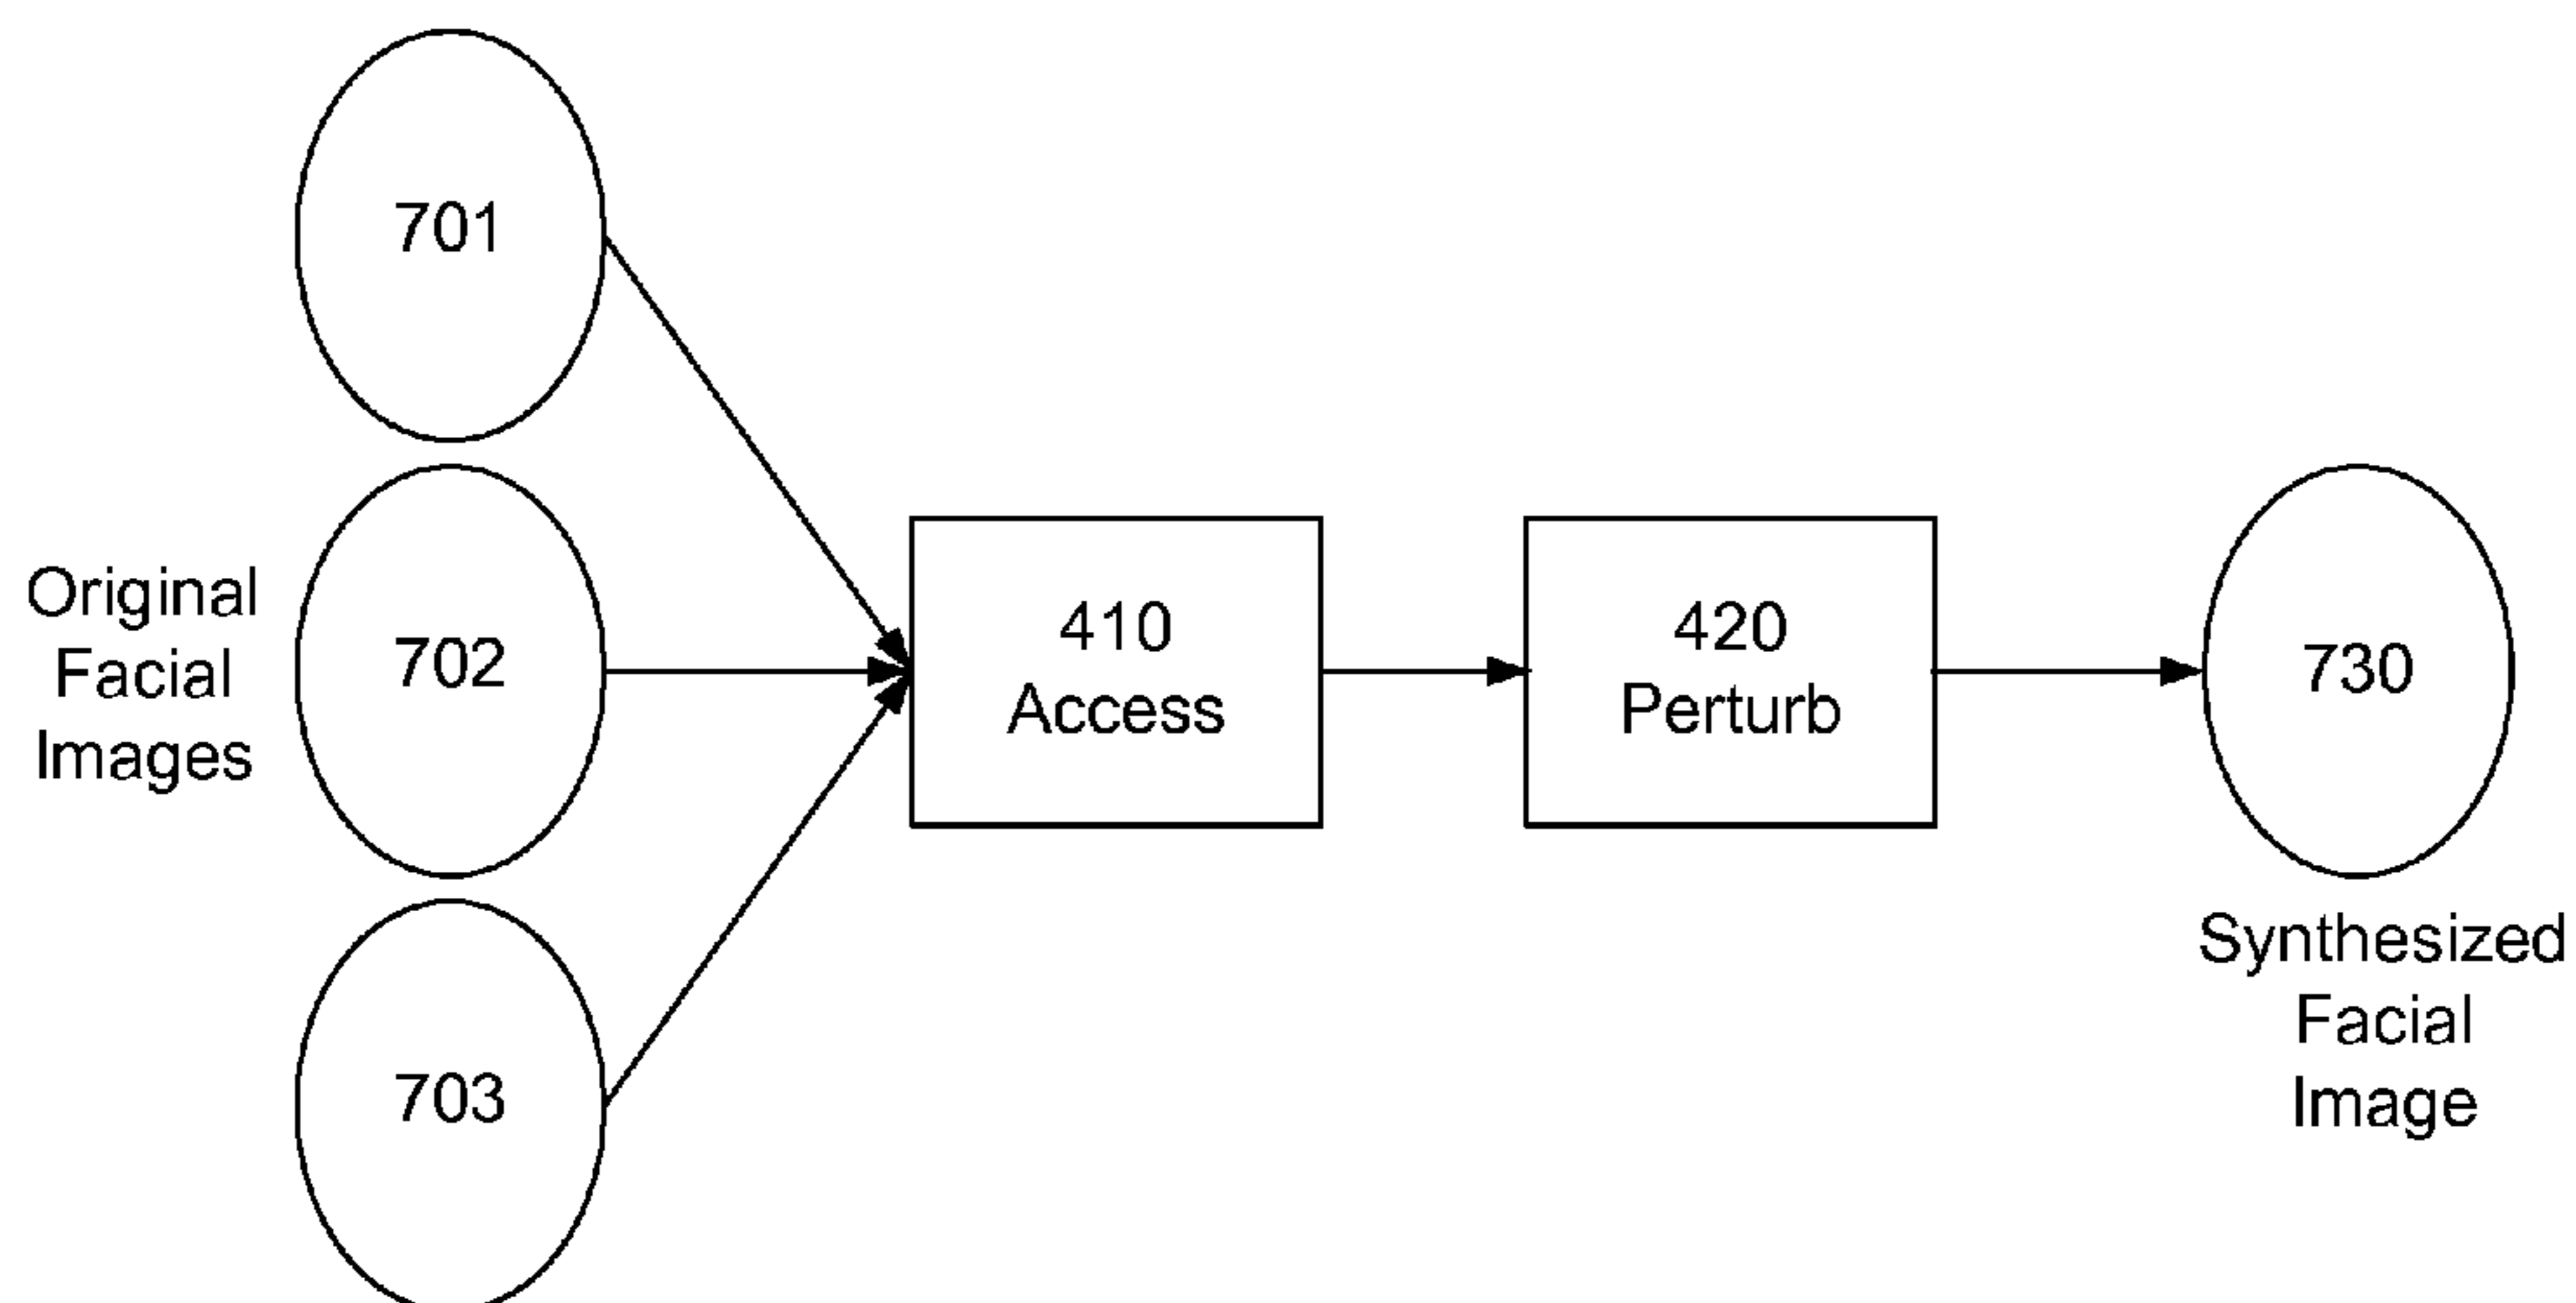 701
Original
Facial
Images
702
703
410
Access
420
Perturb
730
Synthesized
Facial
Image